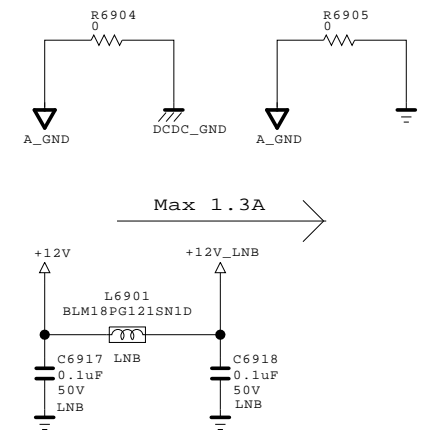 R6904
0
R6905
0
A_GND
DCDC_GND
A_GND
Max 1.3A
+12V
+12V_LNB
L6901
BLM18PG121SN1D
LNB
C6917
0.1uF
50V
LNB
C6918
0.1uF
50V
LNB